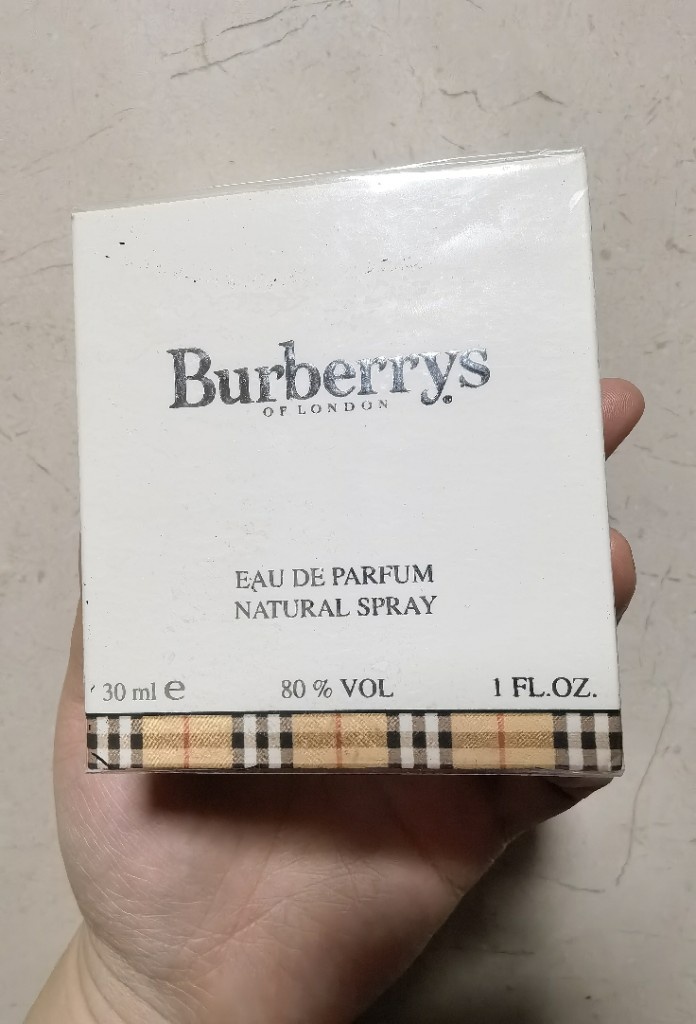 Burberrys
OF LONDON
EAU DE PARFUM
NATURAL SPRAY
30 ml ℮ 80 % VOL 1 FL.OZ.